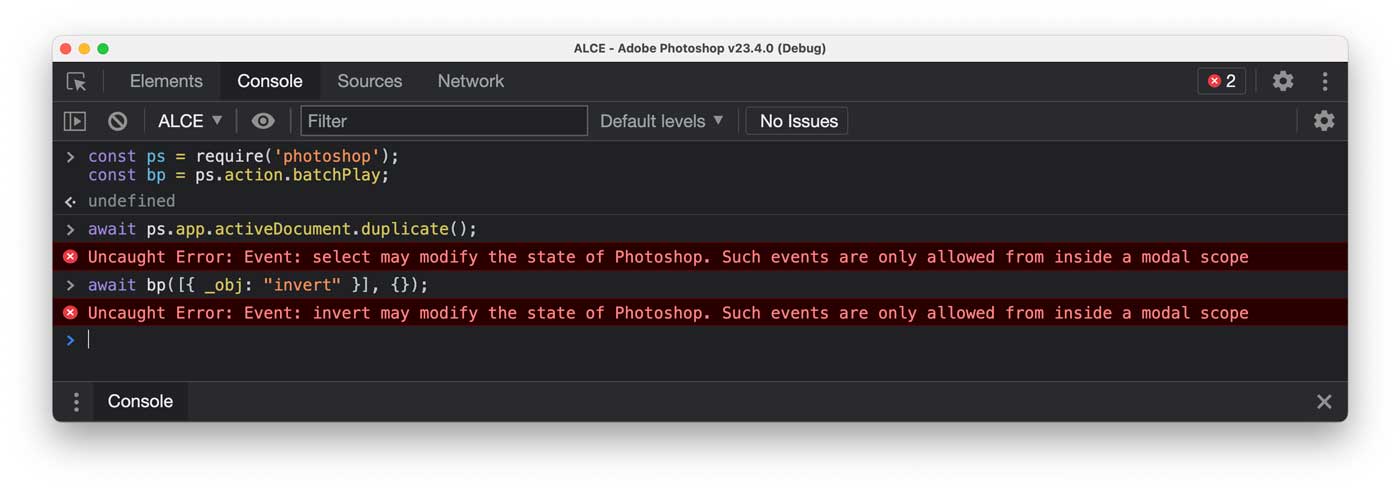 ALCE - Adobe Photoshop v23.4.0 (Debug)
Elements Console Sources Network 2
ALCE Filter Default levels No Issues
const ps = require('photoshop');
const bp = ps.action.batchPlay;
undefined
await ps.app.activeDocument.duplicate();
Uncaught Error: Event: select may modify the state of Photoshop. Such events are only allowed from inside a modal scope
await bp([{ _obj: "invert" }], {});
Uncaught Error: Event: invert may modify the state of Photoshop. Such events are only allowed from inside a modal scope
Console